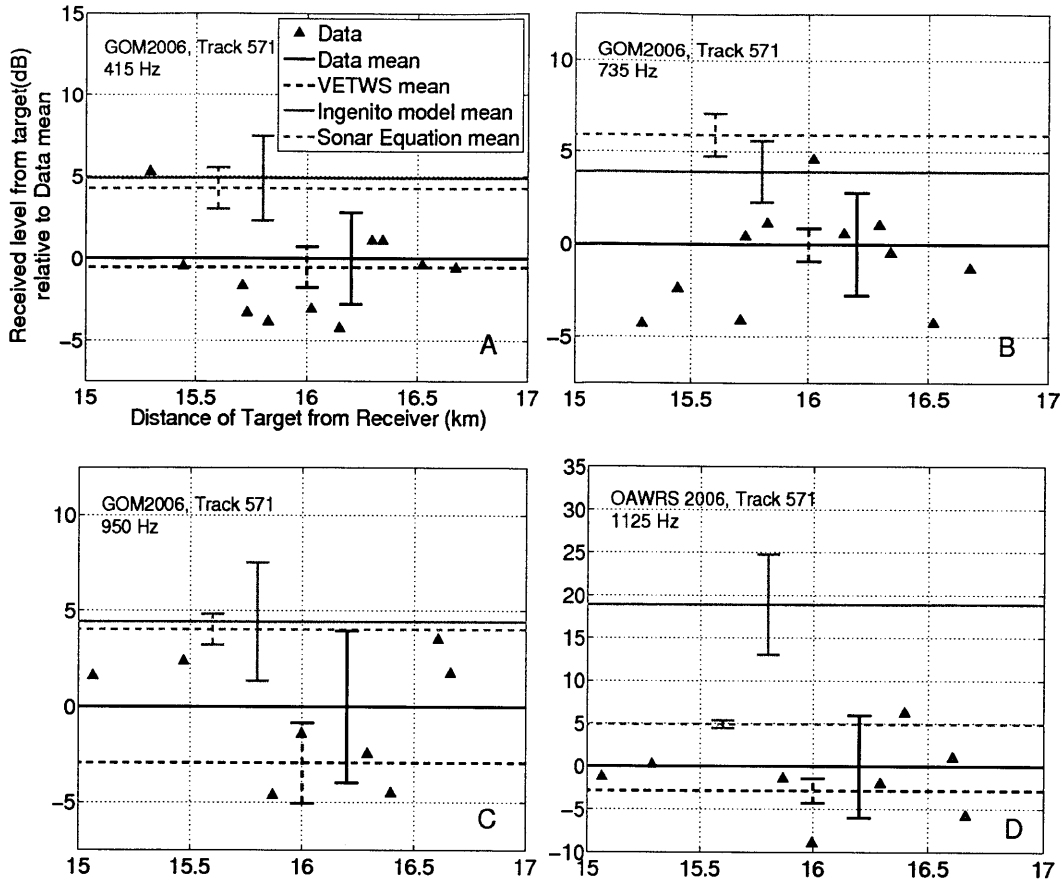 Received level from target(dB)
relative to Data mean
15
10
5
0
−5
GOM2006, Track 571
415 Hz
Data
Data mean
VETWS mean
Ingenito model mean
Sonar Equation mean
A
15
15.5
16
16.5
17
Distance of Target from Receiver (km)
10
5
0
−5
GOM2006, Track 571
735 Hz
B
15
15.5
16
16.5
17
10
5
0
−5
GOM2006, Track 571
950 Hz
C
15
15.5
16
16.5
17
35
30
25
20
15
10
5
0
−5
−10
OAWRS 2006, Track 571
1125 Hz
D
15
15.5
16
16.5
17